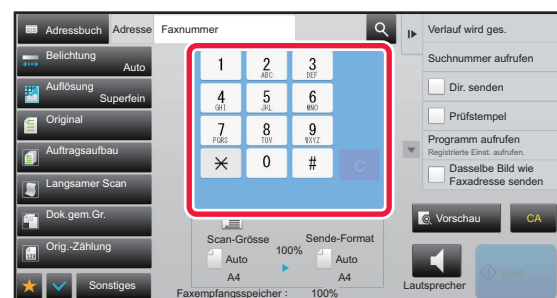 Adressbuch
Adresse
Faxnummer
Belichtung
Auto
Auflösung
Superfein
Original
Auftragsaufbau
Langsamer Scan
Dok.gem.Gr.
Orig.-Zählung
Sonstiges
1 2 3
ABC DEF
4 5 6
GHI JKL MNO
7 8 9
PQRS TUV WXYZ
0 #
C
Scan-Grösse 100% Sende-Format
Auto Auto
A4 A4
Faxempfangsspeicher : 100%
Verlauf wird ges.
Suchnummer aufrufen
Dir. senden
Prüfstempel
Programm aufrufen
Registrierte Einst. aufrufen.
Dasselbe Bild wie
Faxadresse senden
Vorschau
CA
Lautsprecher
Start